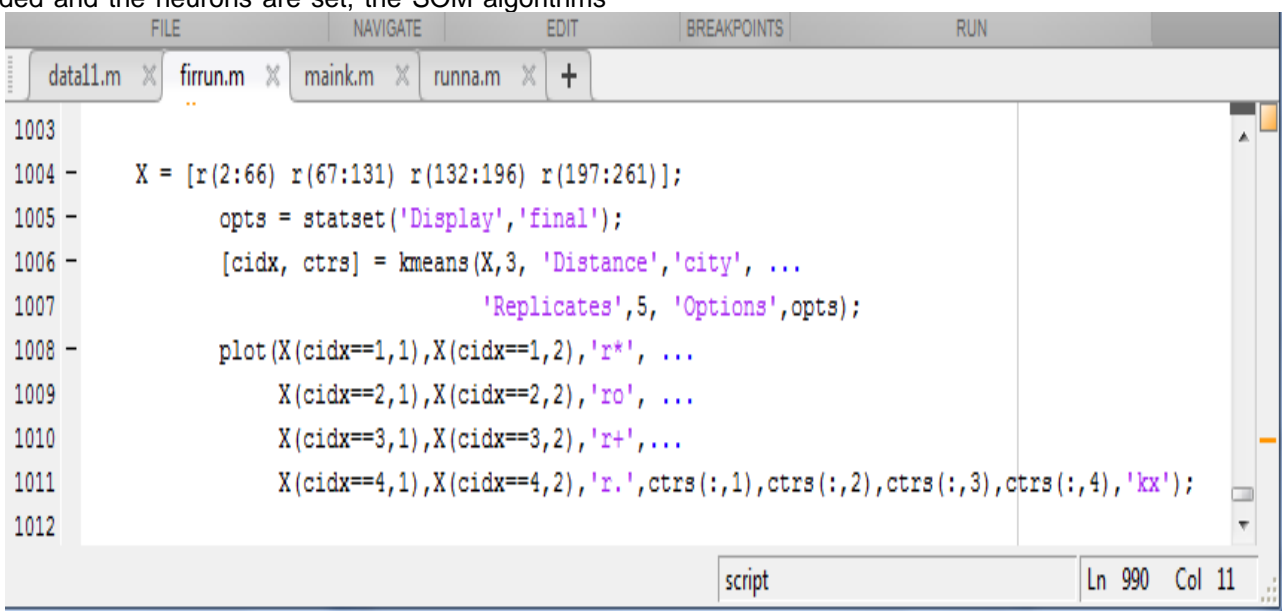 ded and the neurons are set, the SOM algorithms
FILE NAVIGATE EDIT BREAKPOINTS RUN
data11.m firrun.m maink.m runna.m +
1003
1004 – X = [r(2:66) r(67:131) r(132:196) r(197:261)];
1005 – opts = statset('Display','final');
1006 – [cidx, ctrs] = kmeans(X,3, 'Distance','city', ...
1007 'Replicates',5, 'Options',opts);
1008 – plot(X(cidx==1,1),X(cidx==1,2),'r*', ...
1009 X(cidx==2,1),X(cidx==2,2),'ro', ...
1010 X(cidx==3,1),X(cidx==3,2),'r+',...
1011 X(cidx==4,1),X(cidx==4,2),'r.',ctrs(:,1),ctrs(:,2),ctrs(:,3),ctrs(:,4),'kx');
1012
script Ln 990 Col 11